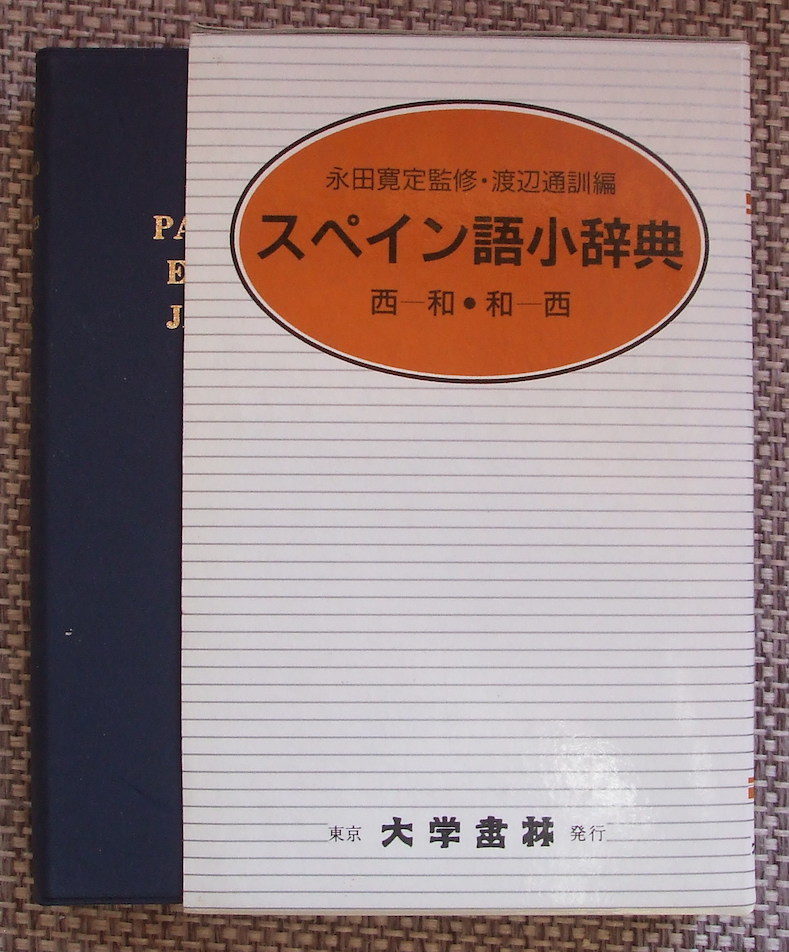 永田寛定監修・渡辺通訓編
スペイン語小辞典
西─和●和─西
東京 大学書林 発行
PA
E
J